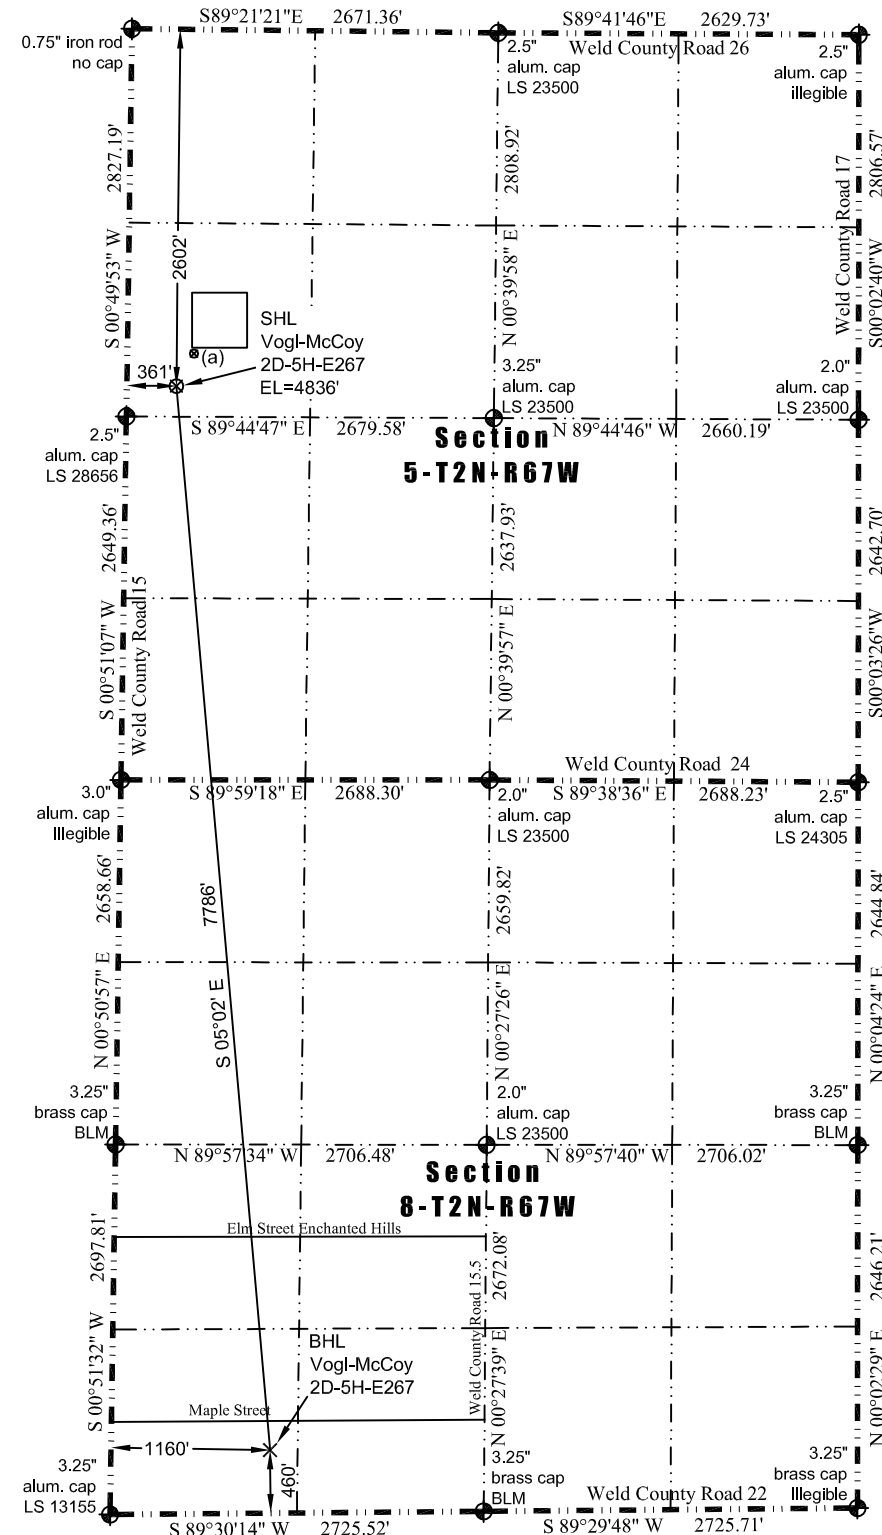 S89°21'21"E 2671.36'
S89°41'46"E 2629.73'
0.75" iron rod
no cap
2.5"
alum. cap
LS 23500
Weld County Road 26
2.5"
alum. cap
illegible
2827.19'
S 00°49'53" W
2808.92'
N 00°39'58" E
Weld County Road 17
2806.57'
S00°02'40"W
2602'
(a)
SHL
Vogl-McCoy
2D-5H-E267
EL=4836'
361'
3.25"
alum. cap
LS 23500
2.0"
alum. cap
LS 23500
S 89°44'47" E 2679.58'
N 89°44'46" W 2660.19'
2.5"
alum. cap
LS 28656
Section
5-T2N-R67W
2649.36'
S 00°51'07" W
Weld County Road 15
2637.93'
N 00°39'57" E
2642.70'
S00°03'26"W
Weld County Road 24
S 89°59'18" E 2688.30'
S 89°38'36" E 2688.23'
3.0"
alum. cap
Illegible
2.0"
alum. cap
LS 23500
2.5"
alum. cap
LS 24305
2658.66'
N 00°50'57" E
7786'
S 05°02' E
2659.82'
N 00°27'26" E
2644.84'
N 00°04'24" E
3.25"
brass cap
BLM
2.0"
alum. cap
LS 23500
3.25"
brass cap
BLM
N 89°57'34" W 2706.48'
N 89°57'40" W 2706.02'
Section
8-T2N-R67W
Elm Street Enchanted Hills
2697.81'
S 00°51'32" W
Weld County Road 15.5
2672.08'
N 00°27'39" E
2646.21'
N 00°02'29" E
BHL
Vogl-McCoy
2D-5H-E267
Maple Street
1160'
460'
3.25"
alum. cap
LS 13155
3.25"
brass cap
BLM
3.25"
brass cap
Illegible
Weld County Road 22
S 89°30'14" W 2725.52'
S 89°29'48" W 2725.71'